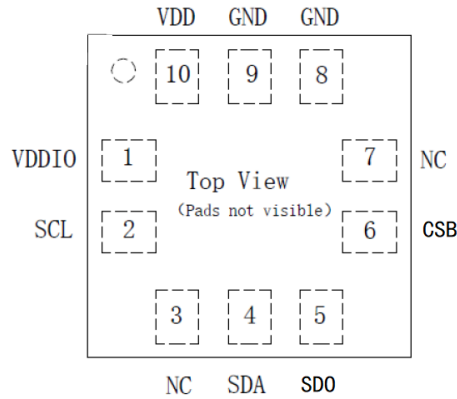 VDD GND GND
10 9 8
VDDIO 1 7 NC
Top View
(Pads not visible)
SCL 2 6 CSB
3 4 5
NC SDA SDO